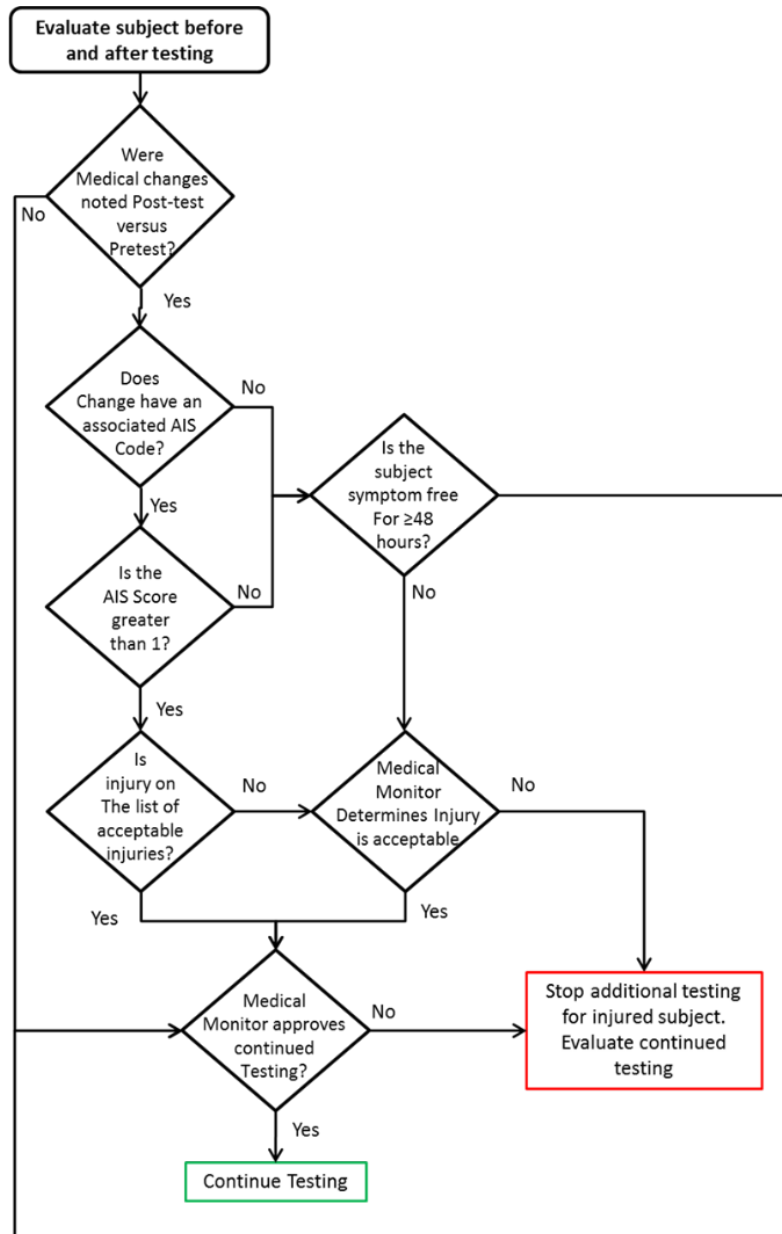 Evaluate subject before
and after testing
Were
Medical changes
noted Post-test
versus
Pretest?
No
Yes
Does
Change have an
associated AIS
Code?
No
Yes
Is the
subject
symptom free
For ≥48
hours?
No
Is the
AIS Score
greater
than 1?
No
Yes
Is
injury on
The list of
acceptable
injuries?
No
Yes
Medical
Monitor
Determines Injury
is acceptable
No
Yes
Medical
Monitor approves
continued
Testing?
No
Yes
Stop additional testing
for injured subject.
Evaluate continued
testing
Continue Testing